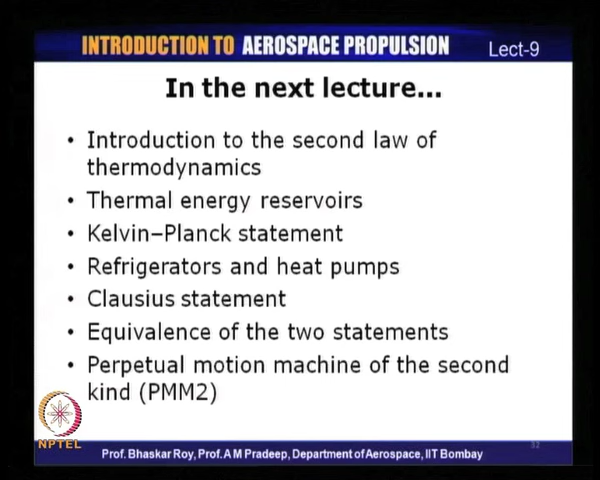 INTRODUCTION TO AEROSPACE PROPULSION Lect-9
In the next lecture...
• Introduction to the second law of
thermodynamics
• Thermal energy reservoirs
• Kelvin–Planck statement
• Refrigerators and heat pumps
• Clausius statement
• Equivalence of the two statements
• Perpetual motion machine of the second
kind (PMM2)
NPTEL
32
Prof. Bhaskar Roy, Prof. A M Pradeep, Department of Aerospace, IIT Bombay